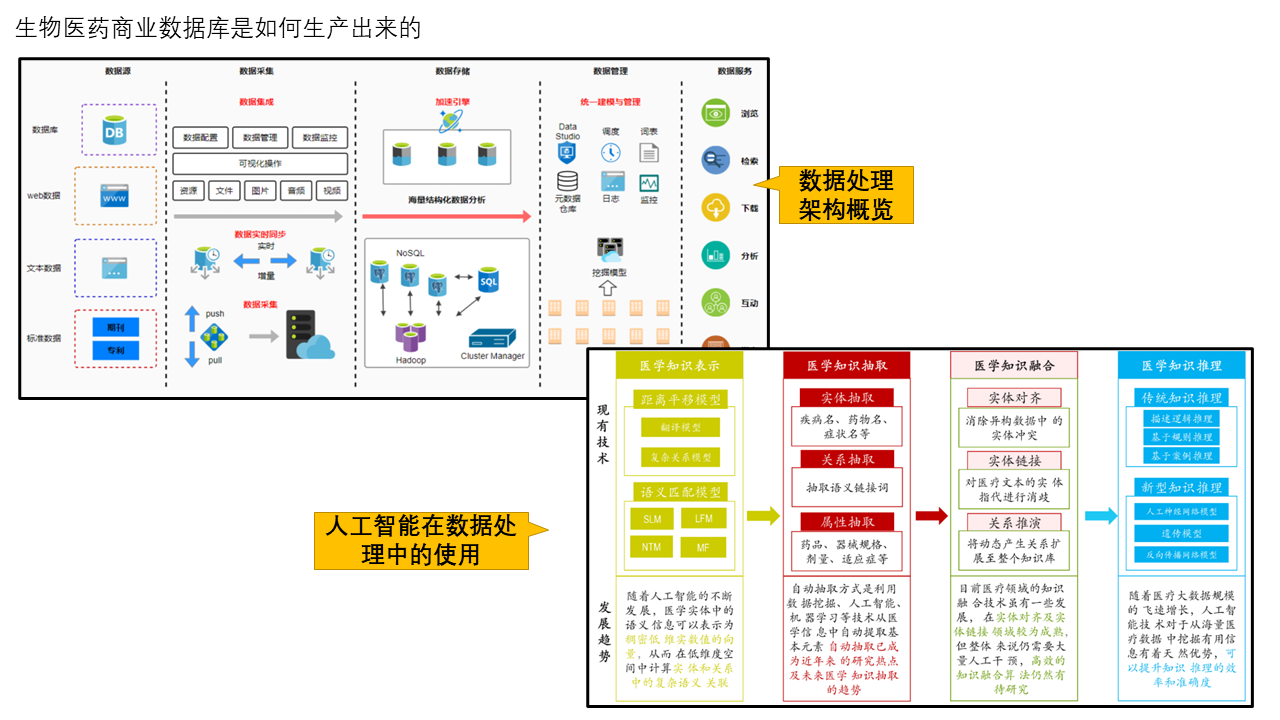 生物医药商业数据库是如何生产出来的
数据源
数据采集
数据存储
数据管理
数据服务
数据库
DB
web数据
WWW
文本数据
标准数据
期刊
专利
数据集成
数据配置
数据管理
数据监控
可视化操作
资源
文件
图片
音频
视频
数据实时同步
实时
增量
数据采集
push
pull
加速引擎
海量结构化数据分析
NoSQL
SQL
Hadoop
Cluster Manager
统一建模与管理
Data
Studio
调度
词表
元数据
仓库
日志
监控
挖掘模型
浏览
检索
下载
分析
互动
数据处理
架构概览
人工智能在数据处
理中的使用
现有技术
发展趋势
医学知识表示
距离平移模型
翻译模型
复杂关系模型
语义匹配模型
SLM
LFM
NTM
MF
随着人工智能的不断
发展，医学实体中的
语义 信息可以表示为
稠密低 维实数值的向
量，从而 在低维度空
间中计算实 体和关系
中的复杂语义 关联
医学知识抽取
实体抽取
疾病名、药物名、
症状名等
关系抽取
抽取语义链接词
属性抽取
药品、器械规格、
剂量、适应症等
自动抽取方式是利用
数 据挖掘、人工智能、
机 器学习等技术从医
学信 息中自动提取基
本元素 自动抽取已成
为近年来 的研究热点
及未来医学 知识抽取
的趋势
医学知识融合
实体对齐
消除异构数据中 的
实体冲突
实体链接
对医疗文本的实 体
指代进行消歧
关系推演
将动态产生关系扩
展至整个知识库
目前医疗领域的知识
融 合技术虽有一些发
展， 在实体对齐及实
体链接 领域较为成熟，
但整体 来说仍需要大
量人工干 预，高效的
知识融合算 法仍然有
待研究
医学知识推理
传统知识推理
描述逻辑推理
基于规则推理
基于案例推理
新型知识推理
人工神经网络模型
遗传模型
反向传播网络模型
随着医疗大数据规模
的 飞速增长，人工智
能技 术对于从海量医
疗数据 中挖掘有用信
息有着天 然优势，可
以提升知识 推理的效
率和准确度